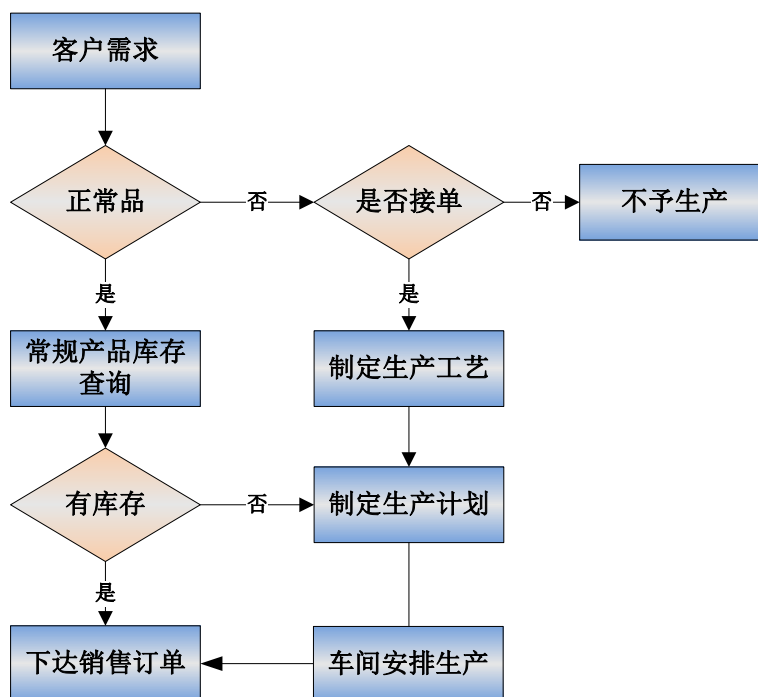 客户需求
正常品
否
是否接单
否
不予生产
是
是
常规产品库存
查询
制定生产工艺
有库存
否
制定生产计划
是
下达销售订单
车间安排生产